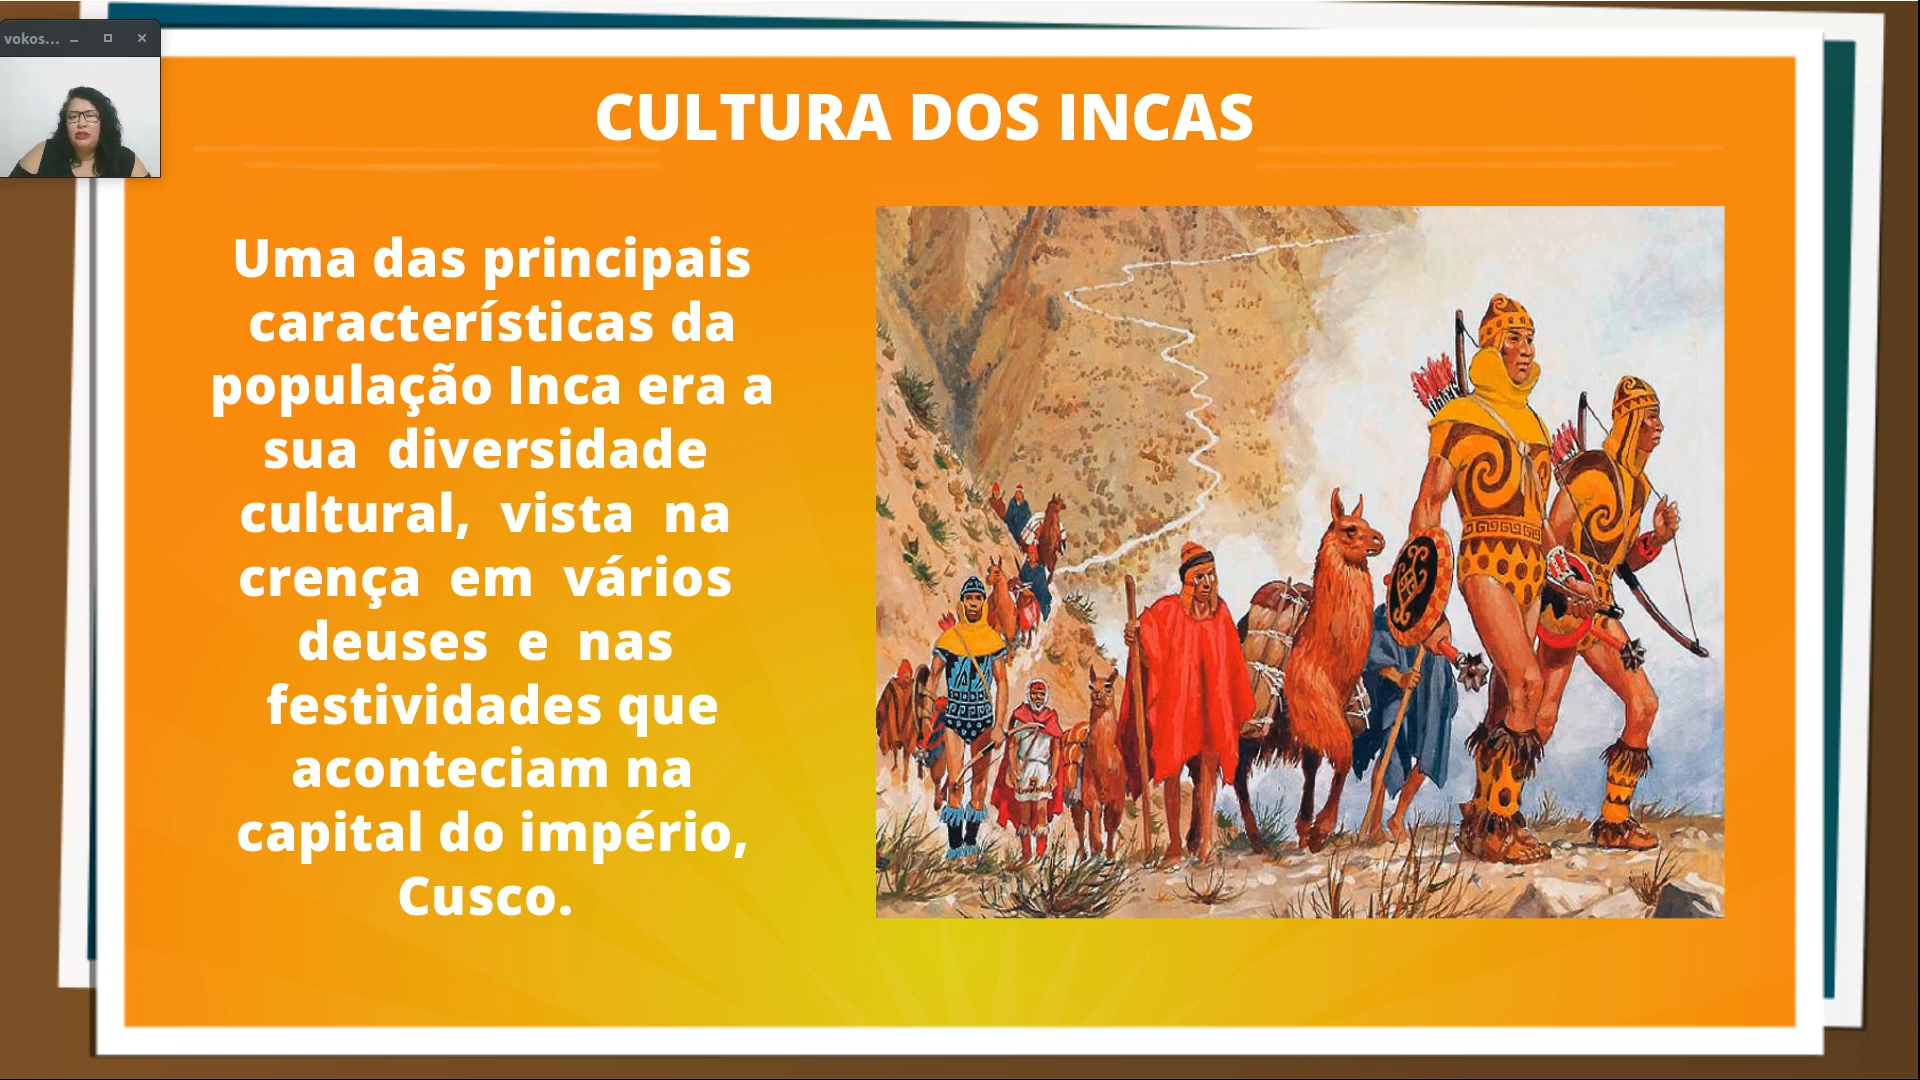 vokos...
CULTURA DOS INCAS
Uma das principais
características da
população Inca era a
sua diversidade
cultural, vista na
crença em vários
deuses e nas
festividades que
aconteciam na
capital do império,
Cusco.